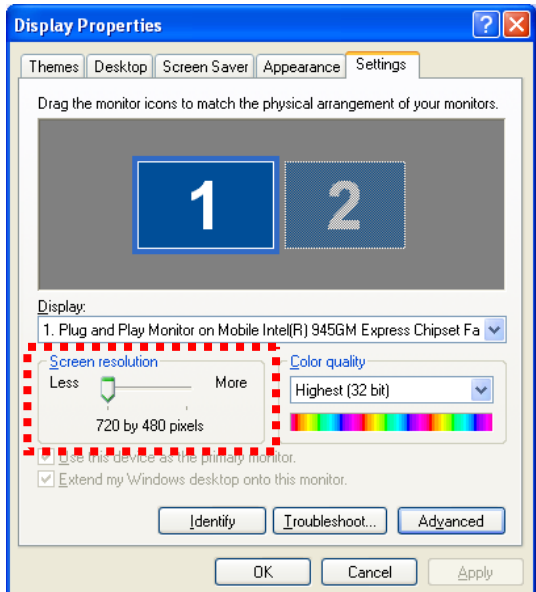 Display Properties
Themes Desktop Screen Saver Appearance Settings
Drag the monitor icons to match the physical arrangement of your monitors.
1 2
Display:
1. Plug and Play Monitor on Mobile Intel(R) 945GM Express Chipset Fa
Screen resolution
Less More
720 by 480 pixels
Color quality
Highest (32 bit)
Use this device as the primary monitor.
Extend my Windows desktop onto this monitor.
Identify Troubleshoot... Advanced
OK Cancel Apply